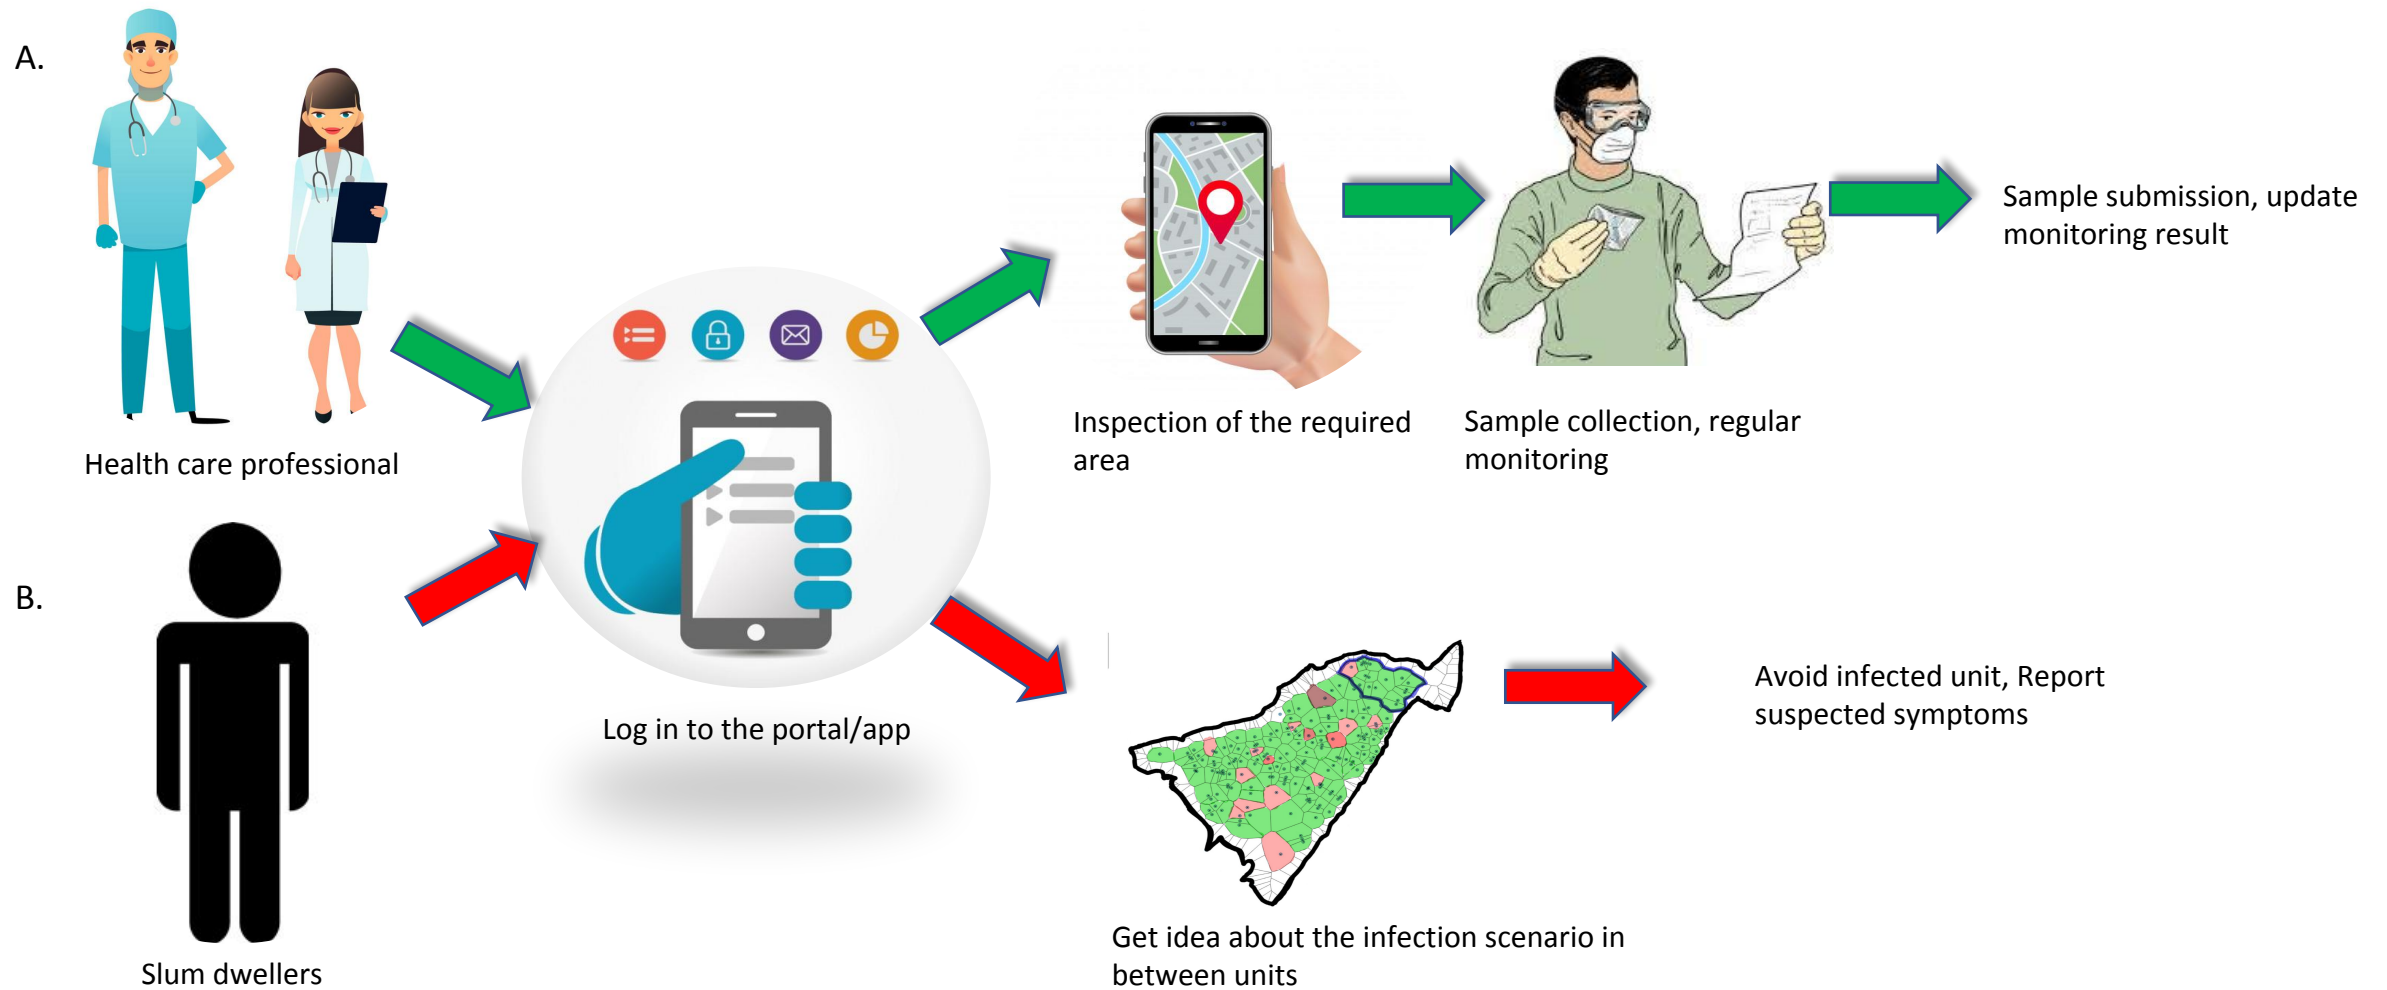 A.
Health care professional
Log in to the portal/app
Inspection of the required
area
Sample collection, regular
monitoring
Sample submission, update
monitoring result
B.
Slum dwellers
Get idea about the infection scenario in
between units
Avoid infected unit, Report
suspected symptoms